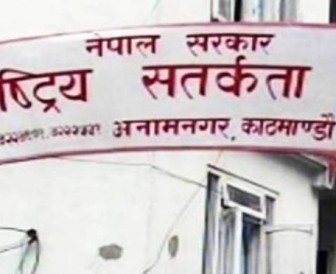 नेपाल सरकार
ष्ट्रिय सतर्कता
अनामनगर, काठमाण्डौ